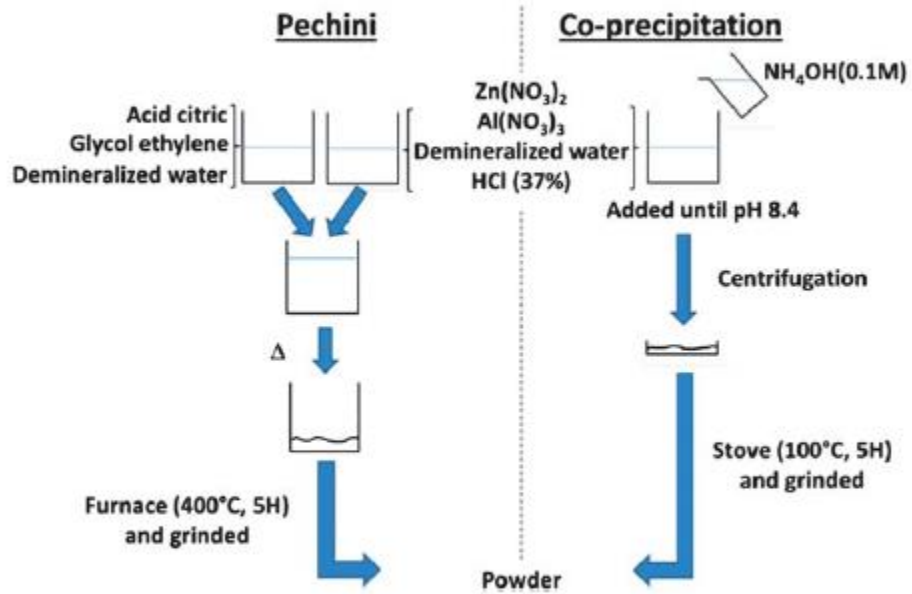 Pechini
Co-precipitation
NH₄OH(0.1M)
Zn(NO₃)₂
Al(NO₃)₃
Demineralized water
HCl (37%)
Acid citric
Glycol ethylene
Demineralized water
Added until pH 8.4
Centrifugation
Δ
Stove (100°C, 5H)
and grinded
Furnace (400°C, 5H)
and grinded
Powder